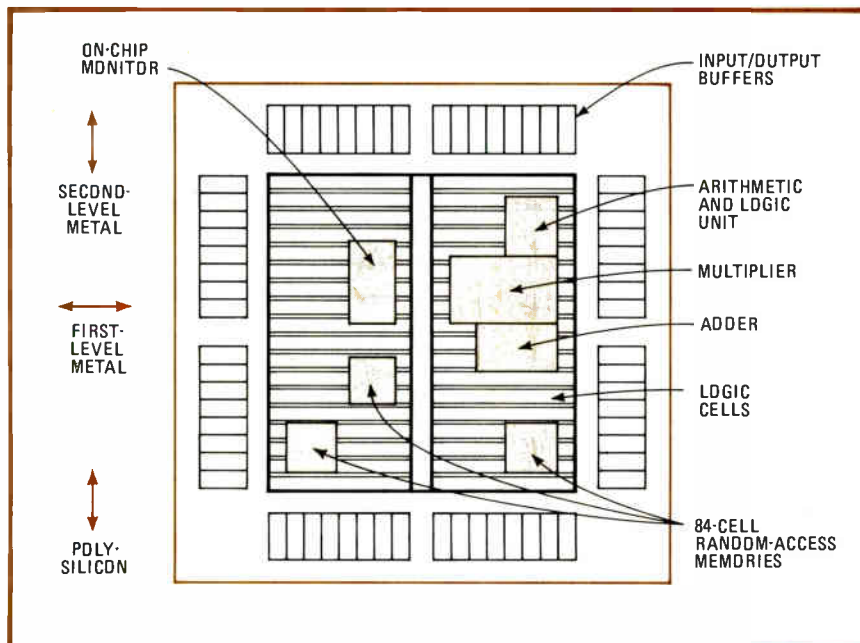 ON-CHIP
MONITOR
INPUT/OUTPUT
BUFFERS
SECOND-
LEVEL
METAL
ARITHMETIC
AND LOGIC
UNIT
MULTIPLIER
FIRST-
LEVEL
METAL
ADDER
LOGIC
CELLS
POLY-
SILICON
84-CELL
RANDOM-ACCESS
MEMORIES